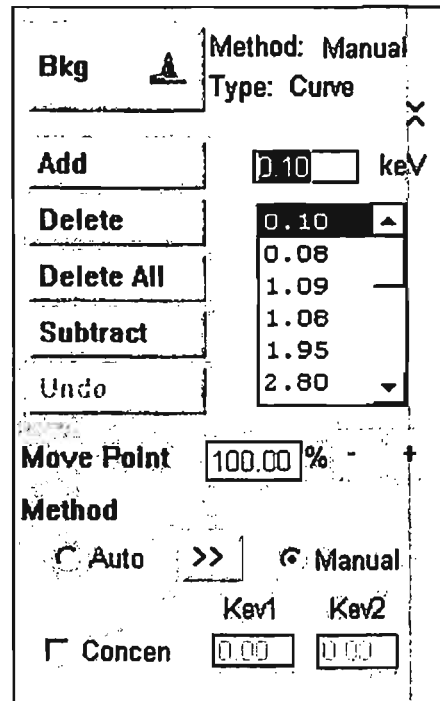 Bkg
Method: Manual
Type: Curve
Add
0.10 keV
Delete
Delete All
Subtract
Undo
0.10
0.08
1.09
1.08
1.95
2.80
Move Point 100.00 % - +
Method
Auto >> Manual
Kev1 Kev2
Concen 0.00 0.00